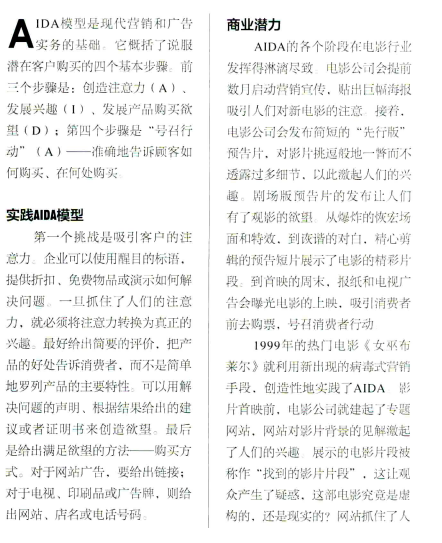 AIDA模型是现代营销和广告
实务的基础。它概括了说服
潜在客户购买的四个基本步骤。前
三个步骤是：创造注意力（A）、
发展兴趣（I）、发展产品购买欲
望（D）；第四个步骤是“号召行
动”（A）——准确地告诉顾客如
何购买、在何处购买。
实践AIDA模型
第一个挑战是吸引客户的注
意力。企业可以使用醒目的标语，
提供折扣、免费物品或演示如何解
决问题。一旦抓住了人们的注意
力，就必须将注意力转换为真正的
兴趣。最好给出简要的评价，把产
品的好处告诉消费者，而不是简单
地罗列产品的主要特性。可以用解
决问题的声明、根据结果给出的建
议或者证明书来创造欲望。最后
是给出满足欲望的方法——购买方
式。对于网站广告，要给出链接；
对于电视、印刷品或广告牌，则给
出网站、店名或电话号码。
商业潜力
AIDA的各个阶段在电影行业
发挥得淋漓尽致。电影公司会提前
数月启动营销宣传，贴出巨幅海报
吸引人们对新电影的注意。接着，
电影公司会发布简短的“先行版”
预告片，对影片挑逗般地一瞥而不
透露过多细节，以此激起人们的兴
趣。剧场版预告片的发布让人们
有了观影的欲望。从爆炸的恢宏场
面和特效，到诙谐的对白，精心剪
辑的预告短片展示了电影的精彩片
段。到首映的周末，报纸和电视广
告会曝光电影的上映，吸引消费者
前去购票，号召消费者行动
1999年的热门电影《女巫布
莱尔》就利用新出现的病毒式营销
手段，创造性地实践了AIDA 影
片首映前，电影公司就建起了专题
网站，网站对影片背景的见解激起
了人们的兴趣 展示的电影片段被
称作“找到的影片片段”，这让观
众产生了疑惑，这部电影究竟是虚
构的，还是现实的？网站抓住了人